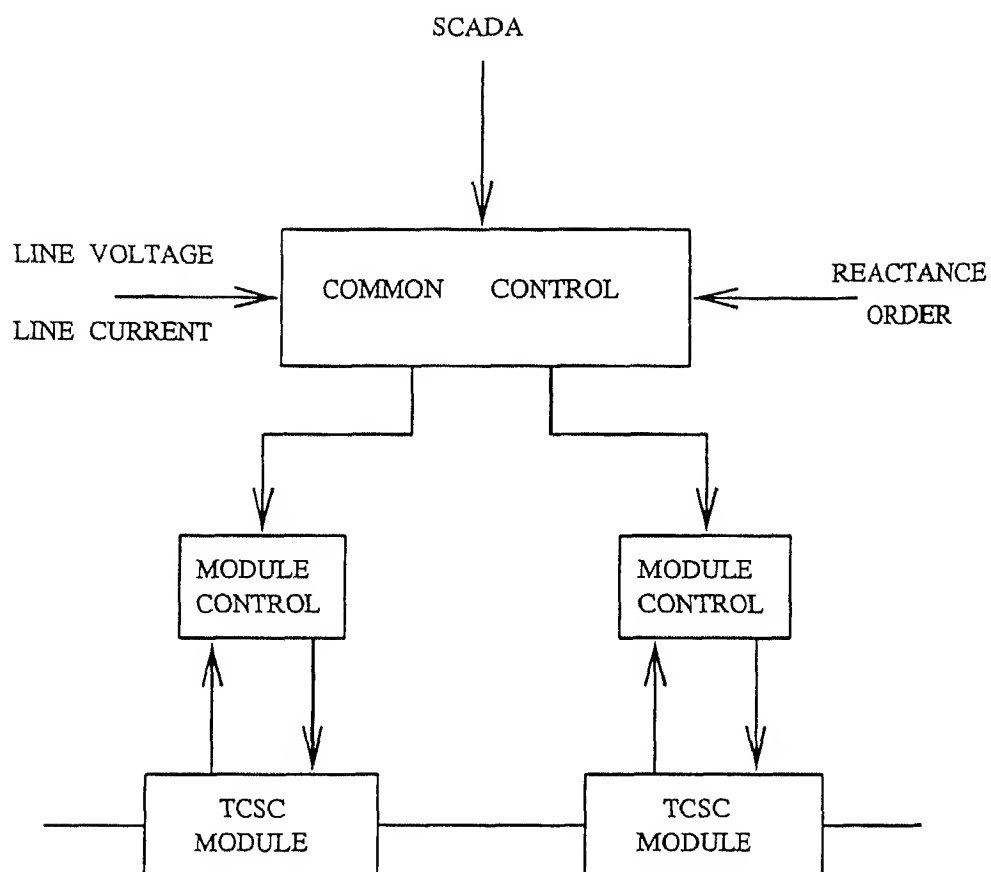 SCADA
LINE VOLTAGE
LINE CURRENT
COMMON CONTROL
REACTANCE
ORDER
MODULE
CONTROL
MODULE
CONTROL
TCSC
MODULE
TCSC
MODULE